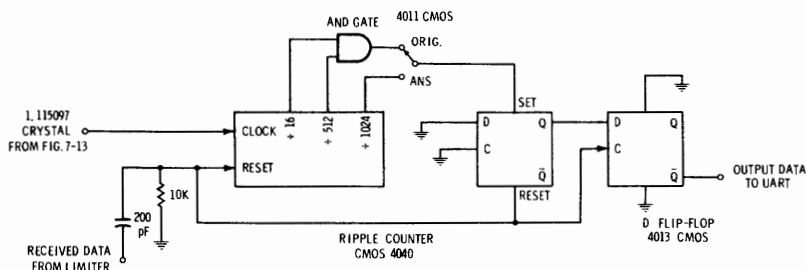 4011 CMOS
AND GATE
ORIG.
ANS
1.115097
CRYSTAL
FROM FIG. 7-13
CLOCK
÷ 16
÷ 512
÷ 1024
RESET
10K
200
pF
RECEIVED DATA
FROM LIMITER
RIPPLE COUNTER
CMOS 4040
SET
D
Q
C
Q̅
RESET
D
Q
C
Q̅
OUTPUT DATA
TO UART
D FLIP-FLOP
4013 CMOS